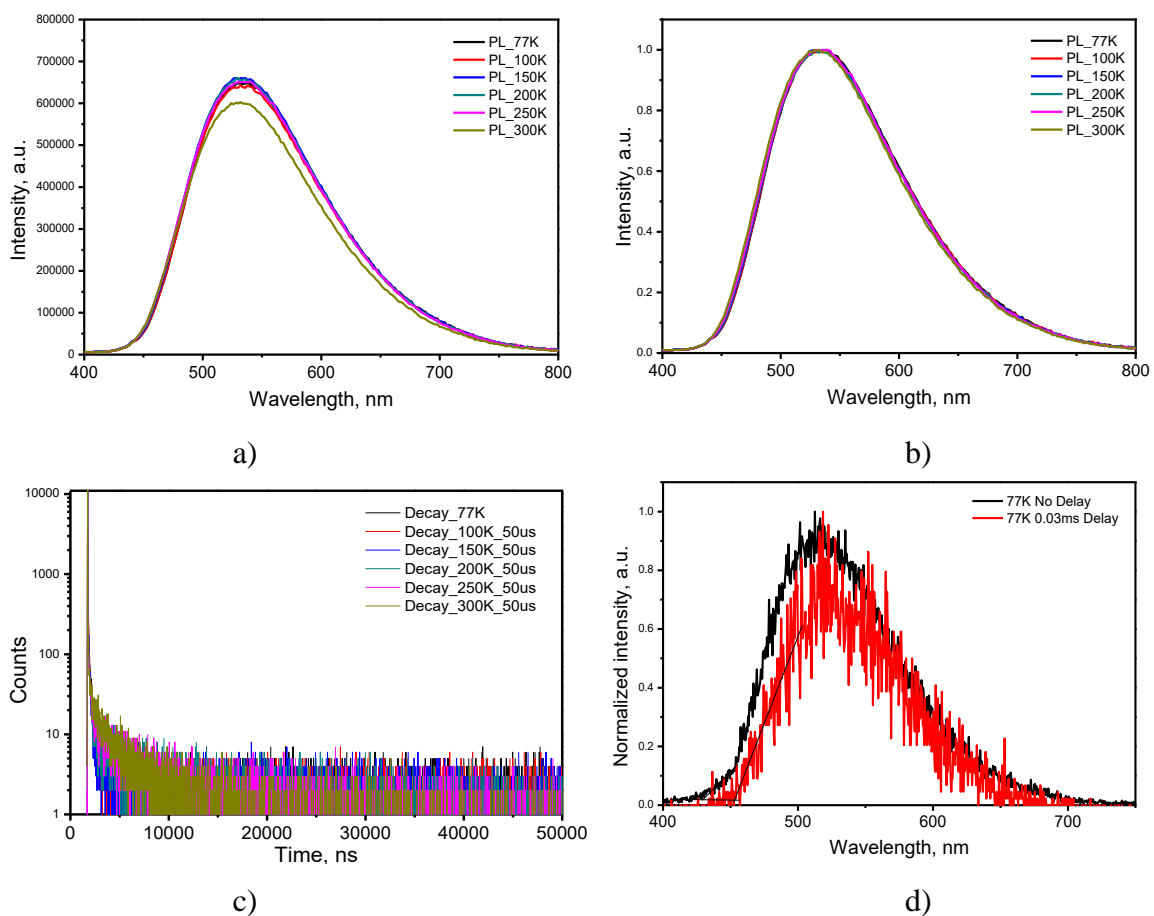 800000
700000
600000
500000
400000
300000
200000
100000
0
Intensity, a.u.
400 500 600 700 800
Wavelength, nm
PL_77K
PL_100K
PL_150K
PL_200K
PL_250K
PL_300K
a)
1.0
0.8
0.6
0.4
0.2
0.0
Intensity, a.u.
400 500 600 700 800
Wavelength, nm
PL_77K
PL_100K
PL_150K
PL_200K
PL_250K
PL_300K
b)
10000
1000
100
10
1
Counts
0 10000 20000 30000 40000 50000
Time, ns
Decay_77K
Decay_100K_50us
Decay_150K_50us
Decay_200K_50us
Decay_250K_50us
Decay_300K_50us
c)
1.0
0.8
0.6
0.4
0.2
0.0
Normalized intensity, a.u.
400 500 600 700
Wavelength, nm
77K No Delay
77K 0.03ms Delay
d)